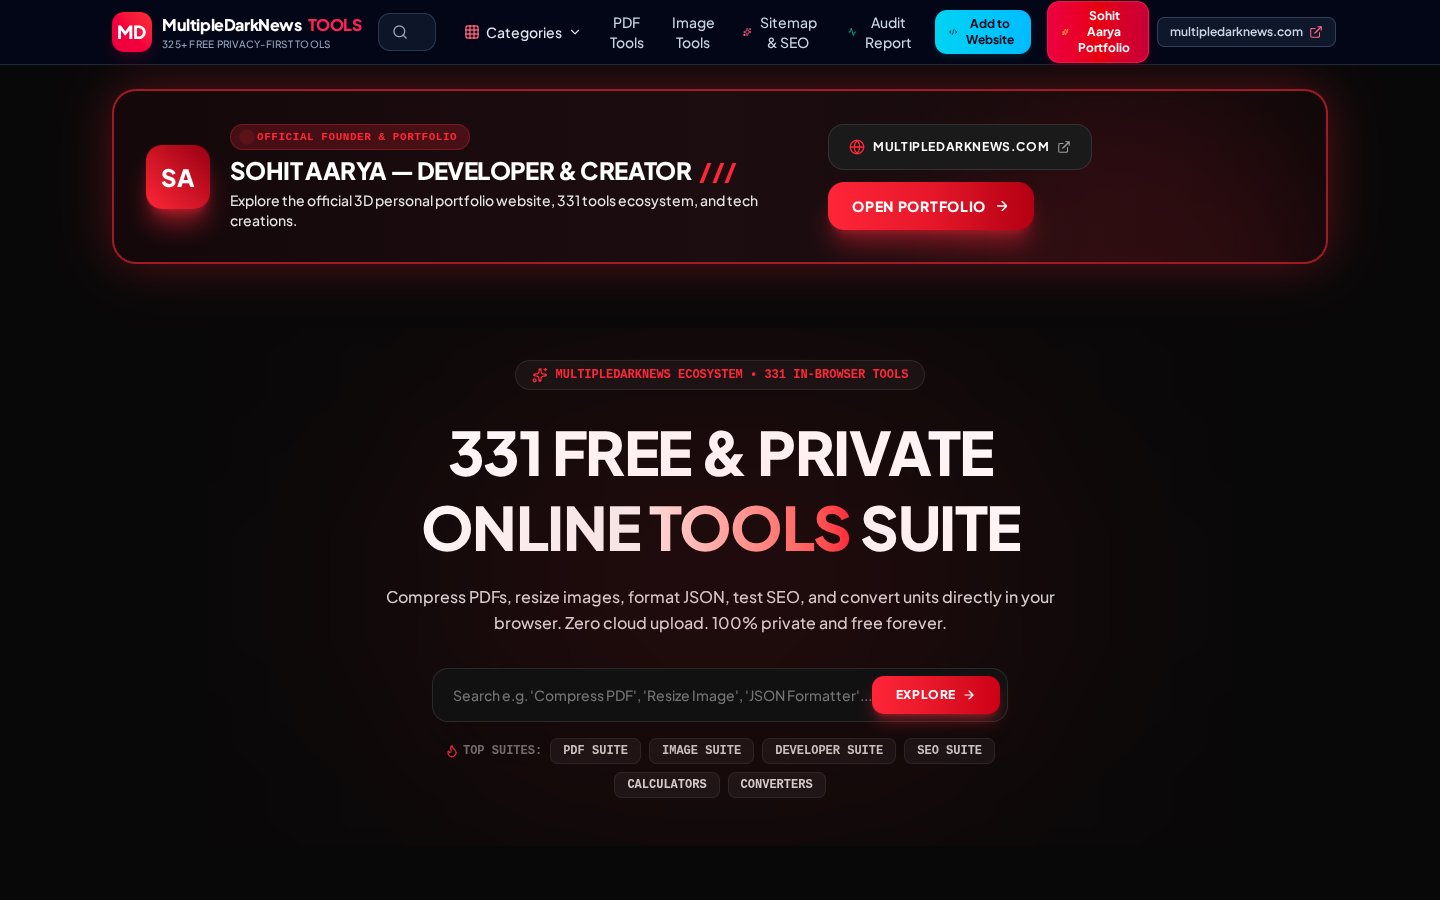 MD
MultipleDarkNews TOOLS
325+ FREE PRIVACY-FIRST TOOLS
Categories
PDF
Tools
Image
Tools
Sitemap
& SEO
Audit
Report
Add to
Website
Sohit
Aarya
Portfolio
multipledarknews.com
SA
OFFICIAL FOUNDER & PORTFOLIO
SOHIT AARYA — DEVELOPER & CREATOR ///
Explore the official 3D personal portfolio website, 331 tools ecosystem, and tech
creations.
MULTIPLEDARKNEWS.COM
OPEN PORTFOLIO
MULTIPLEDARKNEWS ECOSYSTEM • 331 IN-BROWSER TOOLS
331 FREE & PRIVATE
ONLINE TOOLS SUITE
Compress PDFs, resize images, format JSON, test SEO, and convert units directly in your
browser. Zero cloud upload. 100% private and free forever.
Search e.g. 'Compress PDF', 'Resize Image', 'JSON Formatter'...
EXPLORE
TOP SUITES:
PDF SUITE
IMAGE SUITE
DEVELOPER SUITE
SEO SUITE
CALCULATORS
CONVERTERS